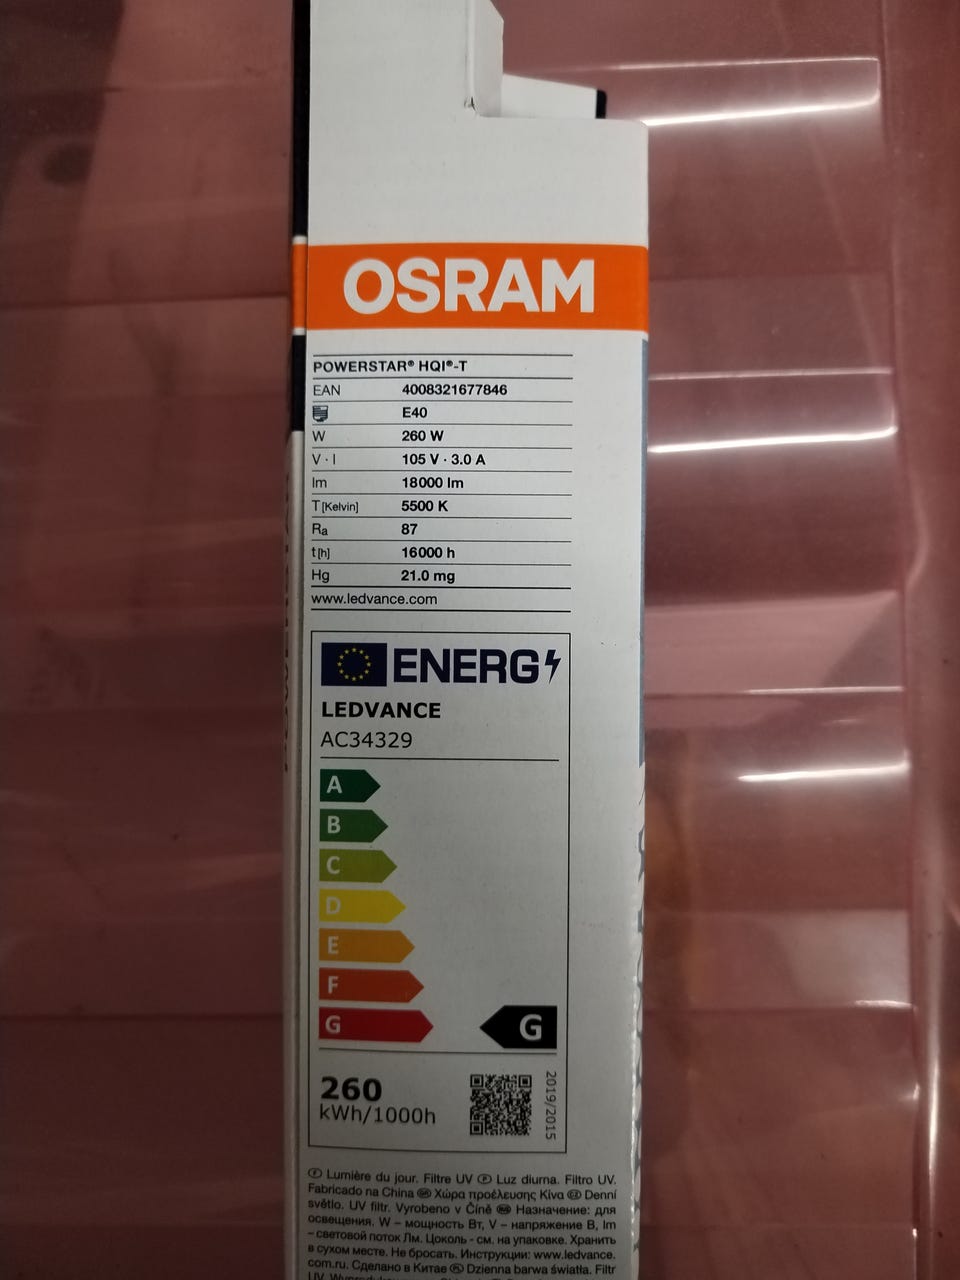 OSRAM
POWERSTAR® HQI®-T
EAN 4008321677846
E40
W 260 W
V · I 105 V · 3.0 A
lm 18000 lm
T [Kelvin] 5500 K
Ra 87
t [h] 16000 h
Hg 21.0 mg
www.ledvance.com
ENERG
LEDVANCE
AC34329
A
B
C
D
E
F
G G
260
kWh/1000h
2019/2015
F Lumière du jour. Filtre UV P Luz diurna. Filtro UV.
Fabricado na China GR Χώρα προέλευσης Κίνα CZ Denní
světlo. UV filtr. Vyrobeno v Číně Назначение: для
освещения. W – мощность Вт, V – напряжение В, lm
– световой поток Лм. Цоколь - см. на упаковке. Хранить
в сухом месте. Не бросать. Инструкции: www.ledvance.
com.ru. Сделано в Китае PL Dzienna barwa światła. Filtr